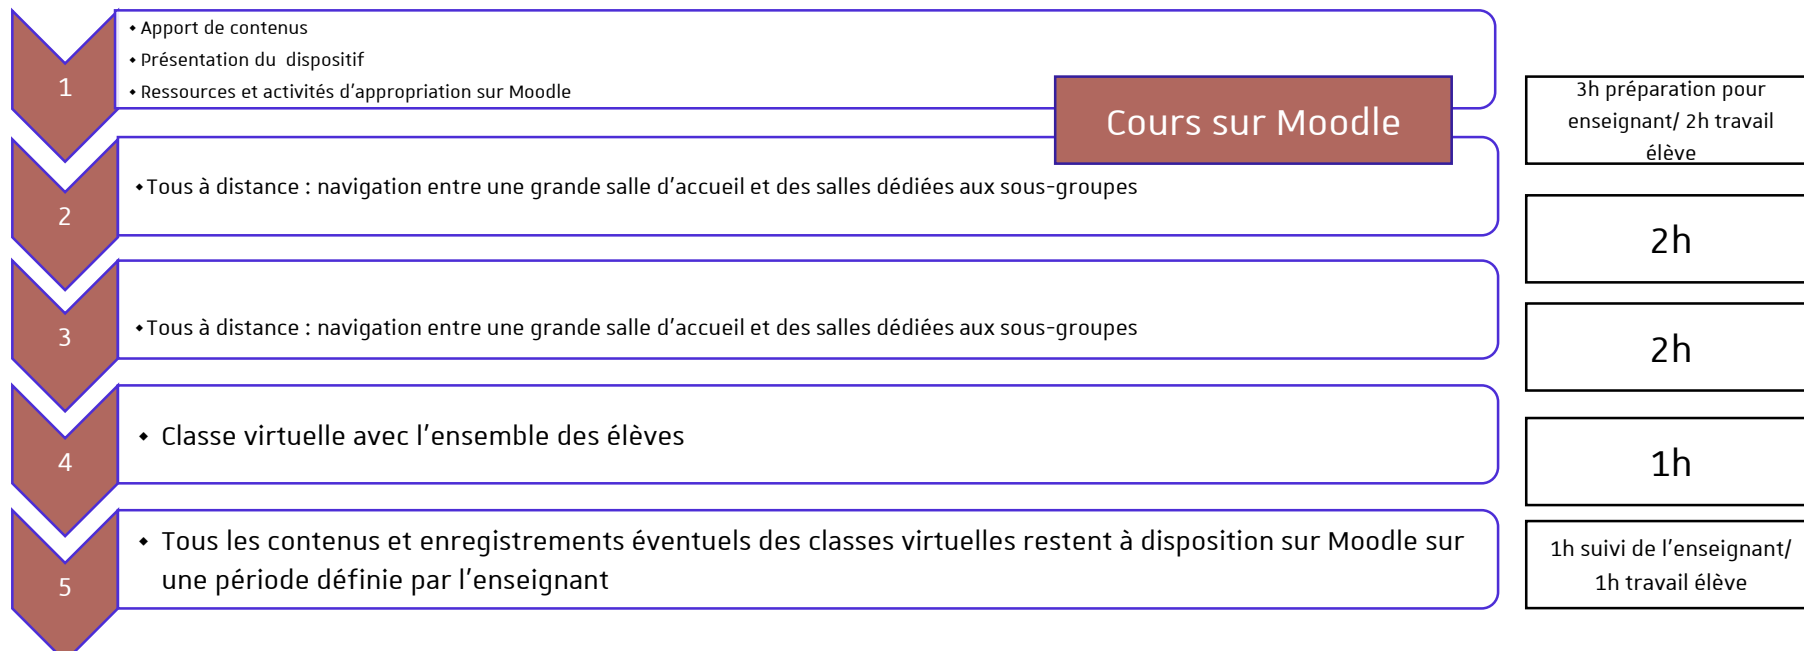 1
• Apport de contenus
• Présentation du dispositif
• Ressources et activités d'appropriation sur Moodle
Cours sur Moodle
3h préparation pour
enseignant/ 2h travail
élève
2
• Tous à distance : navigation entre une grande salle d'accueil et des salles dédiées aux sous-groupes
2h
3
• Tous à distance : navigation entre une grande salle d'accueil et des salles dédiées aux sous-groupes
2h
4
• Classe virtuelle avec l'ensemble des élèves
1h
5
• Tous les contenus et enregistrements éventuels des classes virtuelles restent à disposition sur Moodle sur
une période définie par l'enseignant
1h suivi de l'enseignant/
1h travail élève